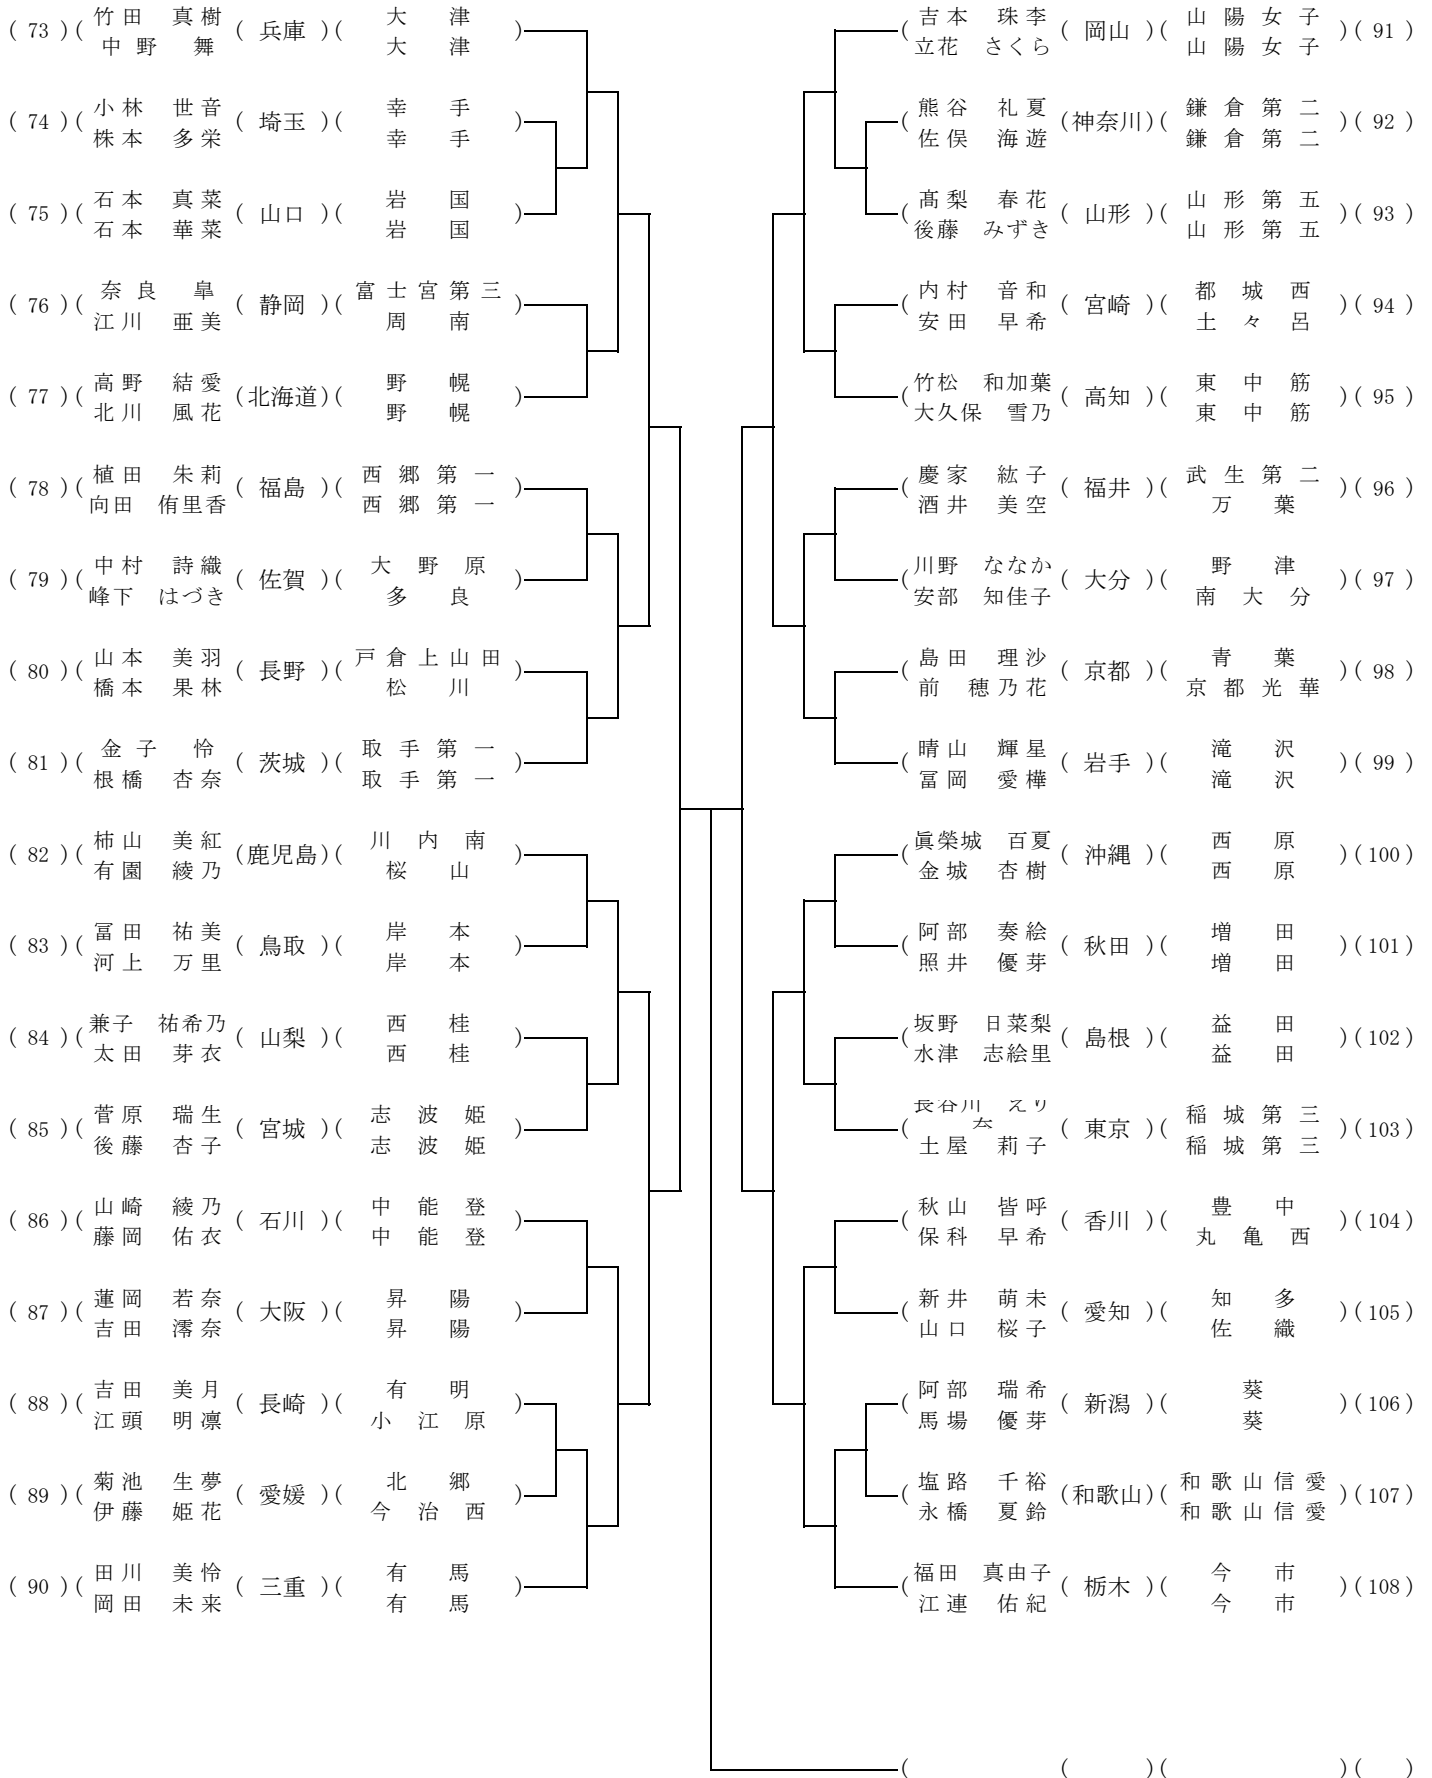 (73)(竹田 真樹 (兵庫)( 大津 )
中野 舞 大津
(74)(小林 世音 (埼玉)( 幸手 )
株本 多栄 幸手
(75)(石本 真菜 (山口)( 岩国 )
石本 華菜 岩国
(76)(奈良 皐 (静岡)( 富士宮第三 )
江川 亜美 周南
(77)(高野 結愛 (北海道)( 野幌 )
北川 風花 野幌
(78)(植田 朱莉 (福島)( 西郷第一 )
向田 侑里香 西郷第一
(79)(中村 詩織 (佐賀)( 大野原 )
峰下 はづき 多良
(80)(山本 美羽 (長野)( 戸倉上山田 )
橋本 果林 松川
(81)(金子 怜 (茨城)( 取手第一 )
根橋 杏奈 取手第一
(82)(柿山 美紅 (鹿児島)( 川内南 )
有園 綾乃 桜山
(83)(冨田 祐美 (鳥取)( 岸本 )
河上 万里 岸本
(84)(兼子 祐希乃 (山梨)( 西桂 )
太田 芽衣 西桂
(85)(菅原 瑞生 (宮城)( 志波姫 )
後藤 杏子 志波姫
(86)(山崎 綾乃 (石川)( 中能登 )
藤岡 佑衣 中能登
(87)(蓮岡 若奈 (大阪)( 昇陽 )
吉田 澪奈 昇陽
(88)(吉田 美月 (長崎)( 有明 )
江頭 明凛 小江原
(89)(菊池 生夢 (愛媛)( 北郷 )
伊藤 姫花 今治西
(90)(田川 美怜 (三重)( 有馬 )
岡田 未来 有馬
(吉本 珠李 (岡山)( 山陽女子 )(91)
立花 さくら 山陽女子
(熊谷 礼夏 (神奈川)( 鎌倉第二 )(92)
佐俣 海遊 鎌倉第二
(髙梨 春花 (山形)( 山形第五 )(93)
後藤 みずき 山形第五
(内村 音和 (宮崎)( 都城西 )(94)
安田 早希 土々呂
(竹松 和加葉 (高知)( 東中筋 )(95)
大久保 雪乃 東中筋
(慶家 紘子 (福井)( 武生第二 )(96)
酒井 美空 万葉
(川野 ななか (大分)( 野津 )(97)
安部 知佳子 南大分
(島田 理沙 (京都)( 青葉 )(98)
前 穂乃花 京都光華
(晴山 輝星 (岩手)( 滝沢 )(99)
冨岡 愛樺 滝沢
(眞榮城 百夏 (沖縄)( 西原 )(100)
金城 杏樹 西原
(阿部 奏絵 (秋田)( 増田 )(101)
照井 優芽 増田
(坂野 日菜梨 (島根)( 益田 )(102)
水津 志絵里 益田
(長谷川 えり (東京)( 稲城第三 )(103)
土屋 莉子 稲城第三
(秋山 皆呼 (香川)( 豊中 )(104)
保科 早希 丸亀西
(新井 萌未 (愛知)( 知多 )(105)
山口 桜子 佐織
(阿部 瑞希 (新潟)( 葵 )(106)
馬場 優芽 葵
(塩路 千裕 (和歌山)( 和歌山信愛 )(107)
永橋 夏鈴 和歌山信愛
(福田 真由子 (栃木)( 今市 )(108)
江連 佑紀 今市
( ( )( )( )